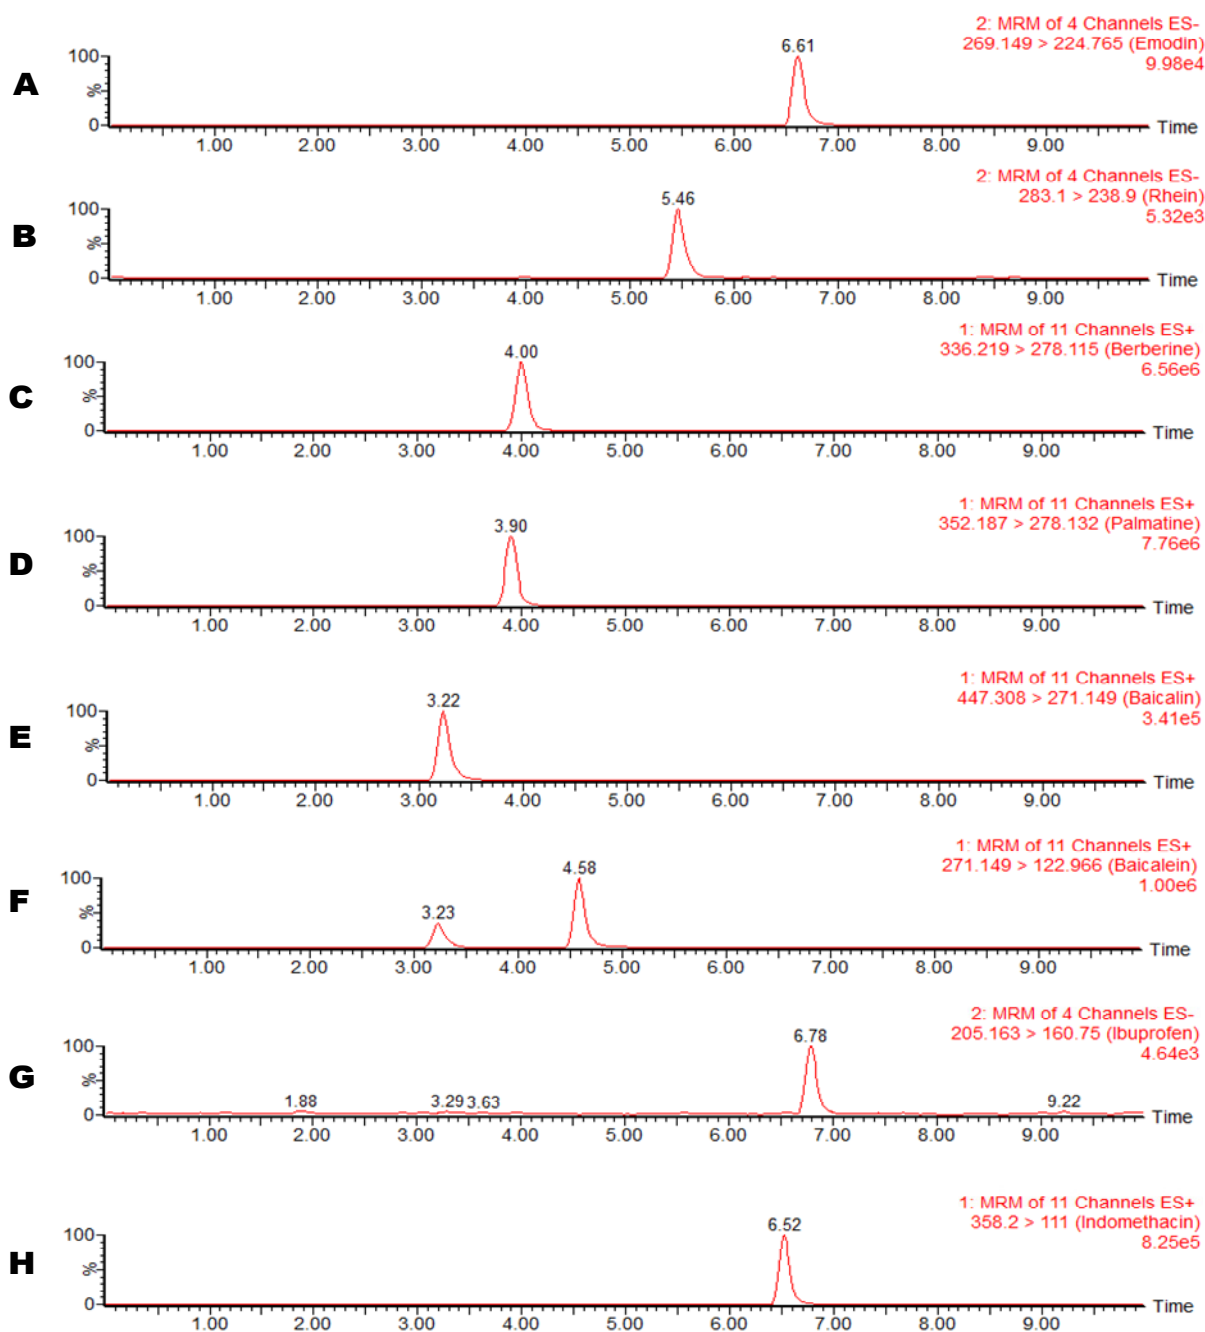 2: MRM of 4 Channels ES-
269.149 > 224.765 (Emodin)
9.98e4
A
6.61
100
%
0
Time
1.00 2.00 3.00 4.00 5.00 6.00 7.00 8.00 9.00
2: MRM of 4 Channels ES-
283.1 > 238.9 (Rhein)
5.32e3
B
5.46
100
%
0
Time
1.00 2.00 3.00 4.00 5.00 6.00 7.00 8.00 9.00
1: MRM of 11 Channels ES+
336.219 > 278.115 (Berberine)
6.56e6
C
4.00
100
%
0
Time
1.00 2.00 3.00 4.00 5.00 6.00 7.00 8.00 9.00
1: MRM of 11 Channels ES+
352.187 > 278.132 (Palmatine)
7.76e6
D
3.90
100
%
0
Time
1.00 2.00 3.00 4.00 5.00 6.00 7.00 8.00 9.00
1: MRM of 11 Channels ES+
447.308 > 271.149 (Baicalin)
3.41e5
E
3.22
100
%
0
Time
1.00 2.00 3.00 4.00 5.00 6.00 7.00 8.00 9.00
1: MRM of 11 Channels ES+
271.149 > 122.966 (Baicalein)
1.00e6
F
4.58
3.23
100
%
0
Time
1.00 2.00 3.00 4.00 5.00 6.00 7.00 8.00 9.00
2: MRM of 4 Channels ES-
205.163 > 160.75 (Ibuprofen)
4.64e3
G
6.78
100
%
1.88 3.29 3.63 9.22
0
Time
1.00 2.00 3.00 4.00 5.00 6.00 7.00 8.00 9.00
1: MRM of 11 Channels ES+
358.2 > 111 (Indomethacin)
8.25e5
H
6.52
100
%
0
Time
1.00 2.00 3.00 4.00 5.00 6.00 7.00 8.00 9.00